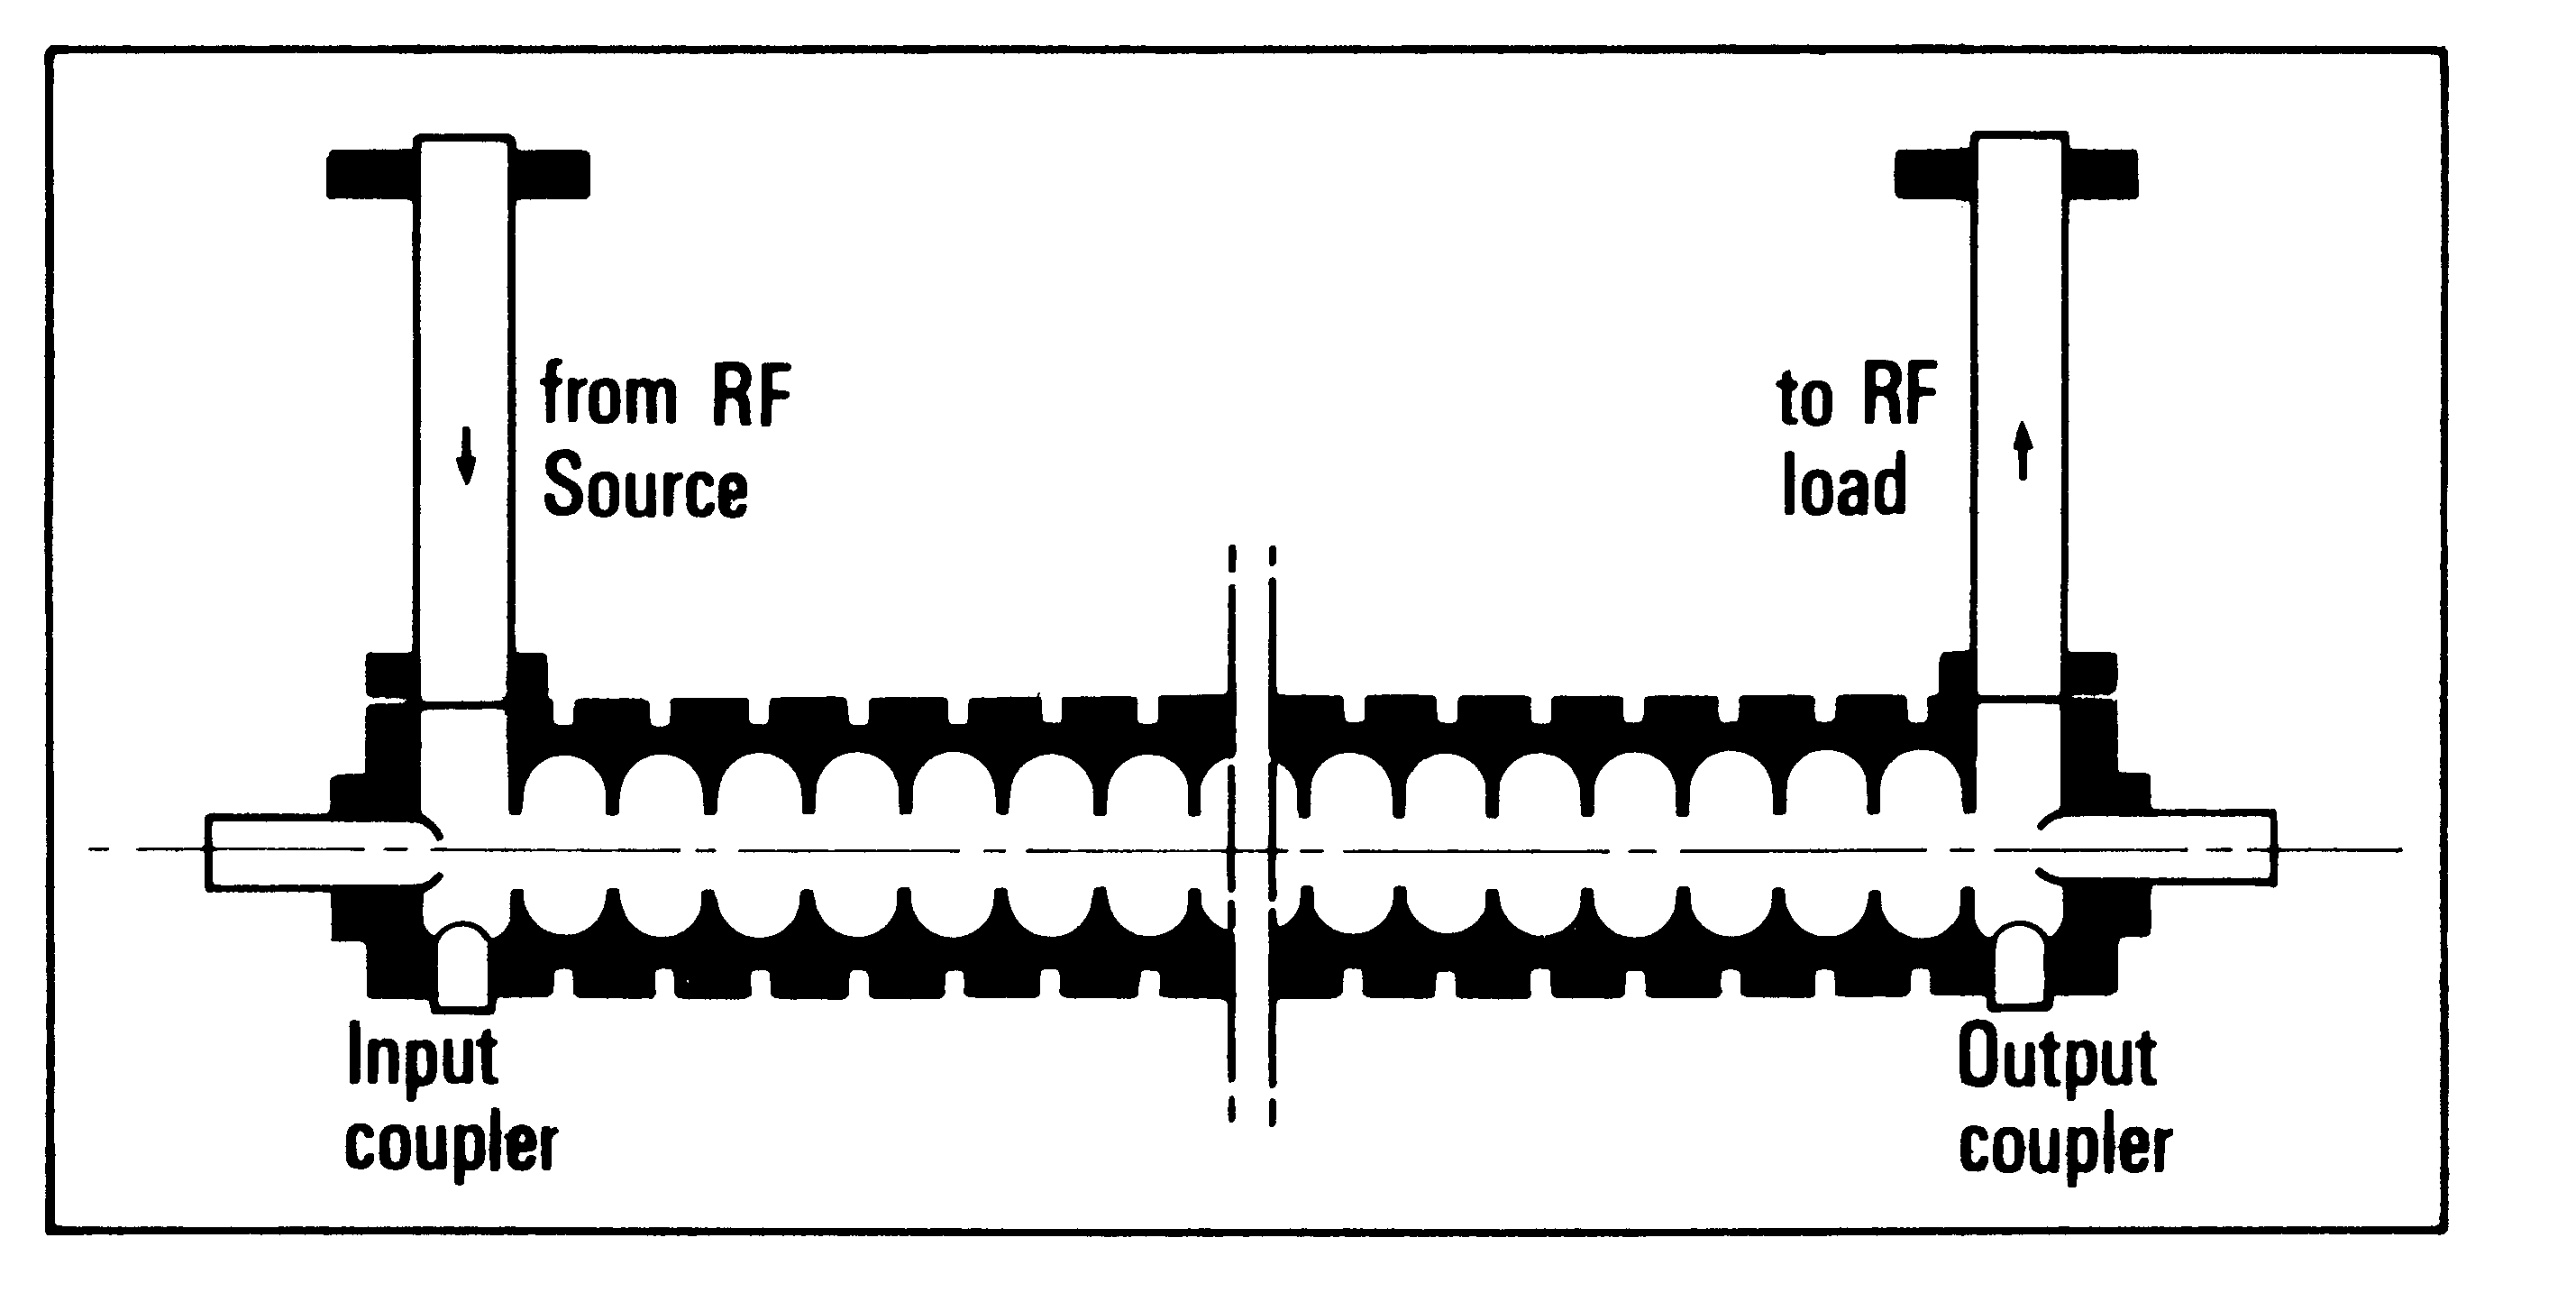 from RF
Source
to RF
load
Input
coupler
Output
coupler